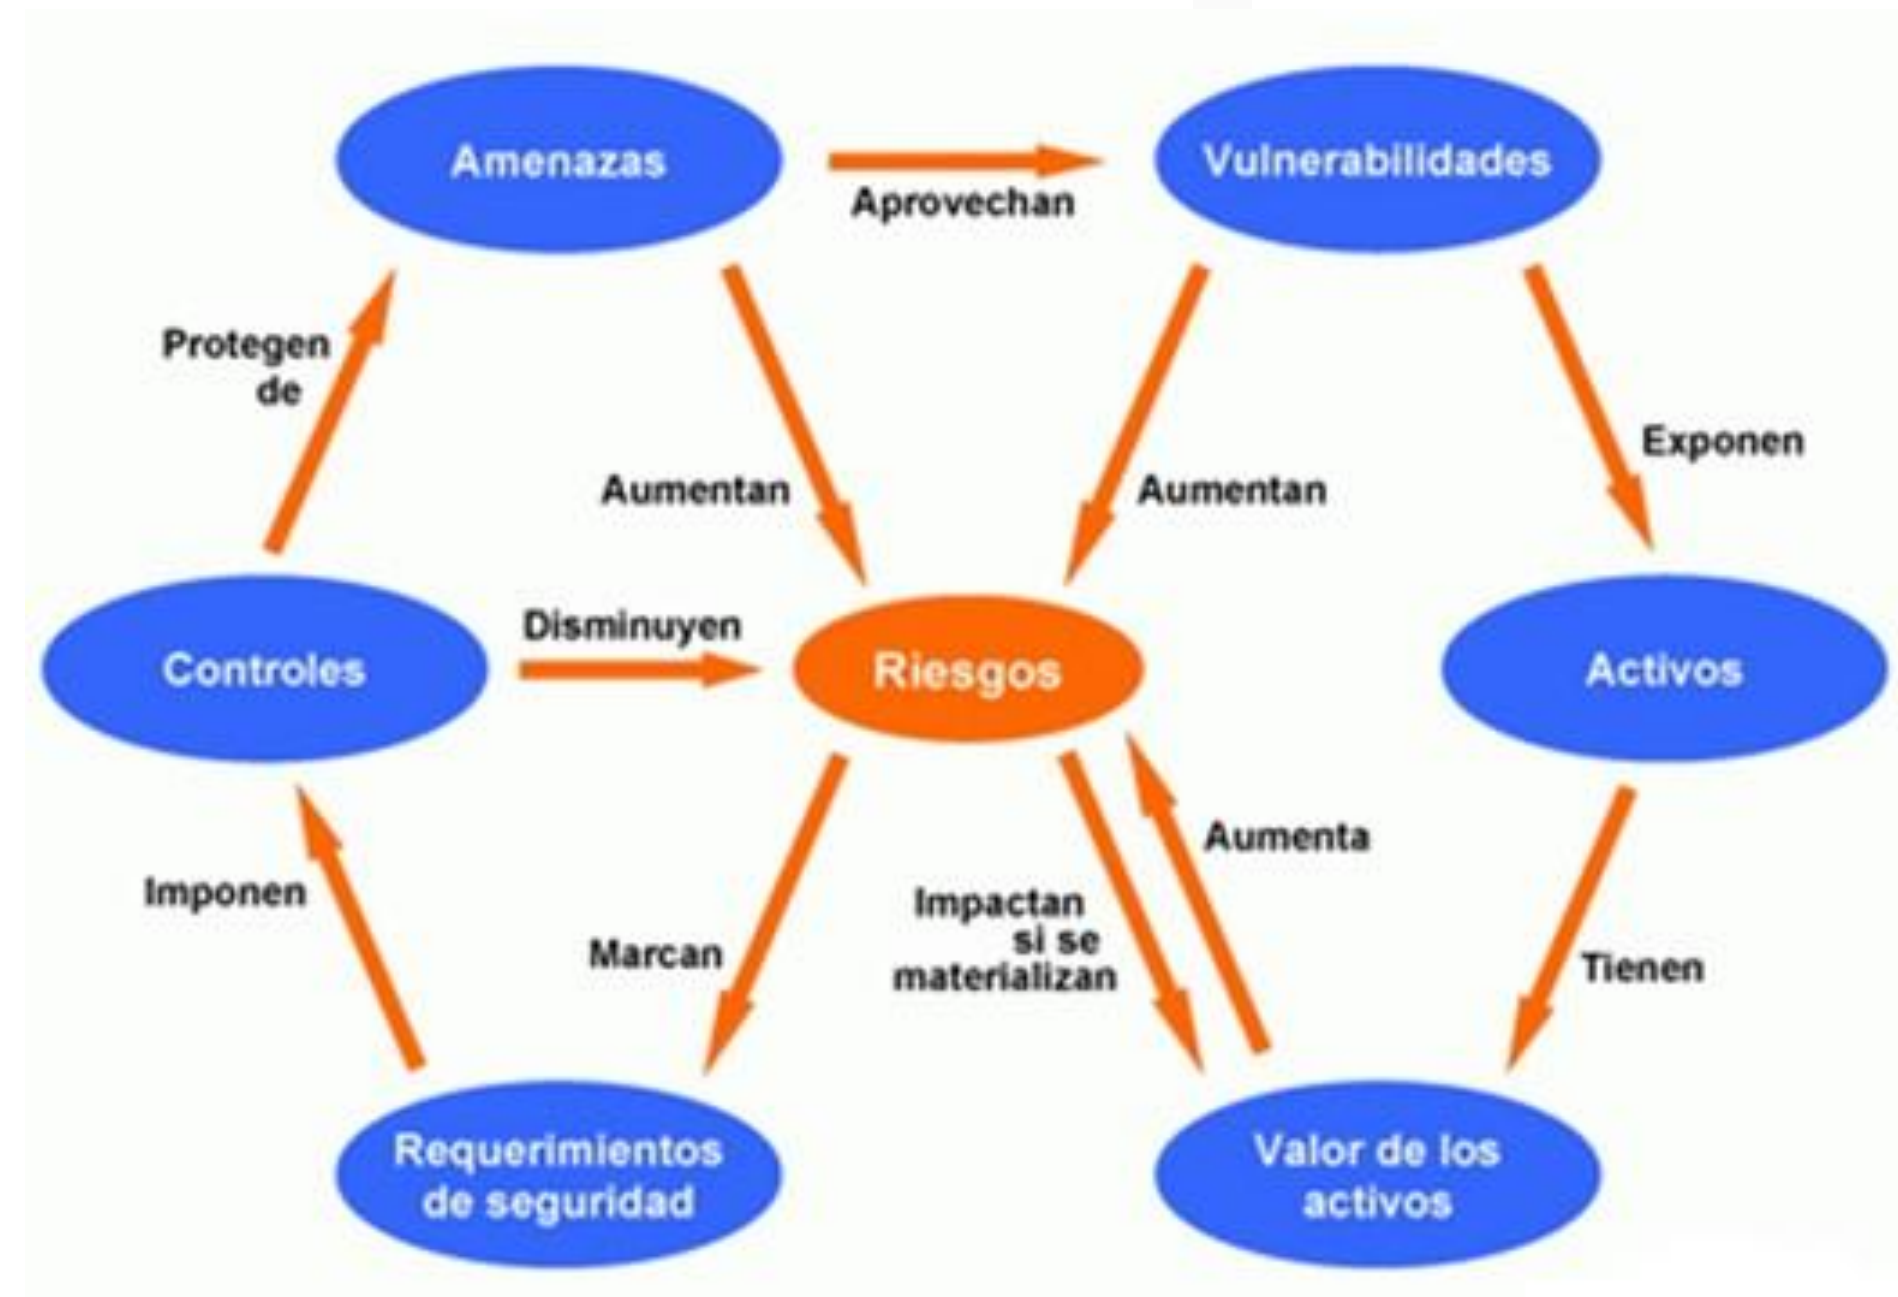 Amenazas
Vulnerabilidades
Aprovechan
Protegen
de
Exponen
Aumentan
Aumentan
Disminuyen
Controles
Riesgos
Activos
Aumenta
Imponen
Impactan
si se
materializan
Marcan
Tienen
Requerimientos
de seguridad
Valor de los
activos